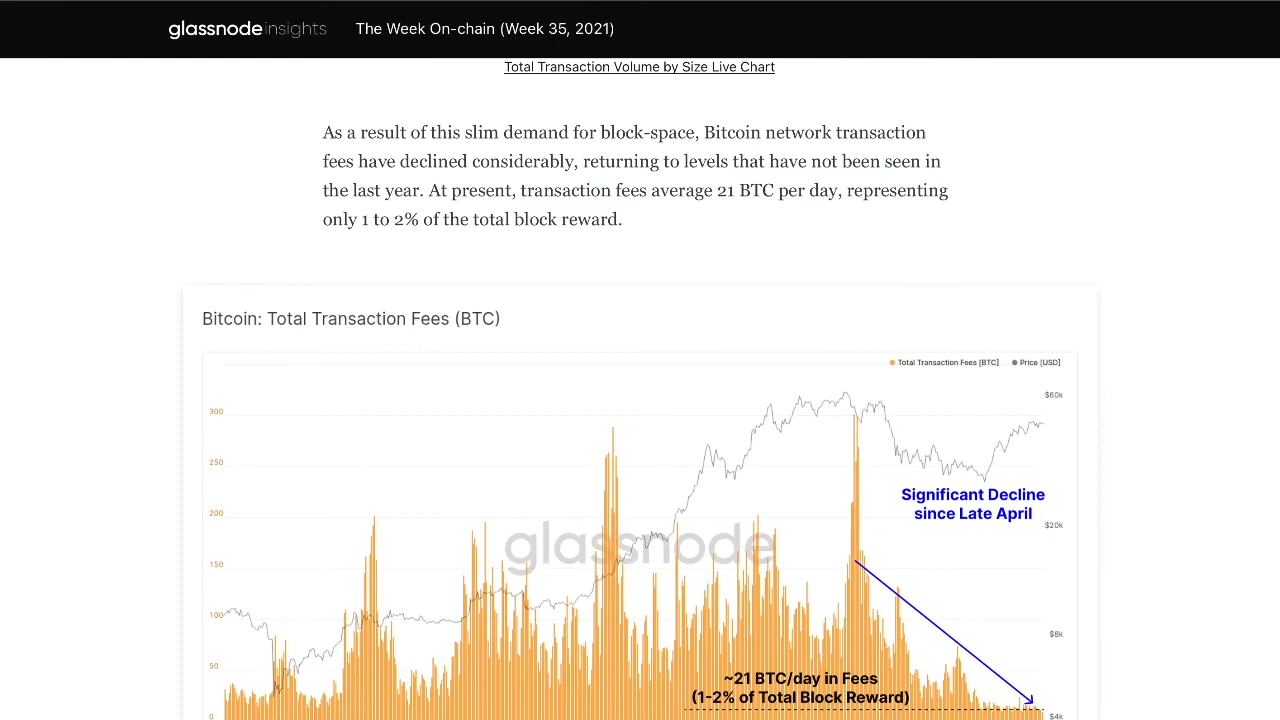 glassnode insights The Week On-chain (Week 35, 2021)
Total Transaction Volume by Size Live Chart
As a result of this slim demand for block-space, Bitcoin network transaction
fees have declined considerably, returning to levels that have not been seen in
the last year. At present, transaction fees average 21 BTC per day, representing
only 1 to 2% of the total block reward.
Bitcoin: Total Transaction Fees (BTC)
Total Transaction Fees [BTC] Price [USD]
$60k
300
250
Significant Decline
since Late April
200
$20k
glassnode
150
100
$8k
50
~21 BTC/day in Fees
(1-2% of Total Block Reward)
0
$4k